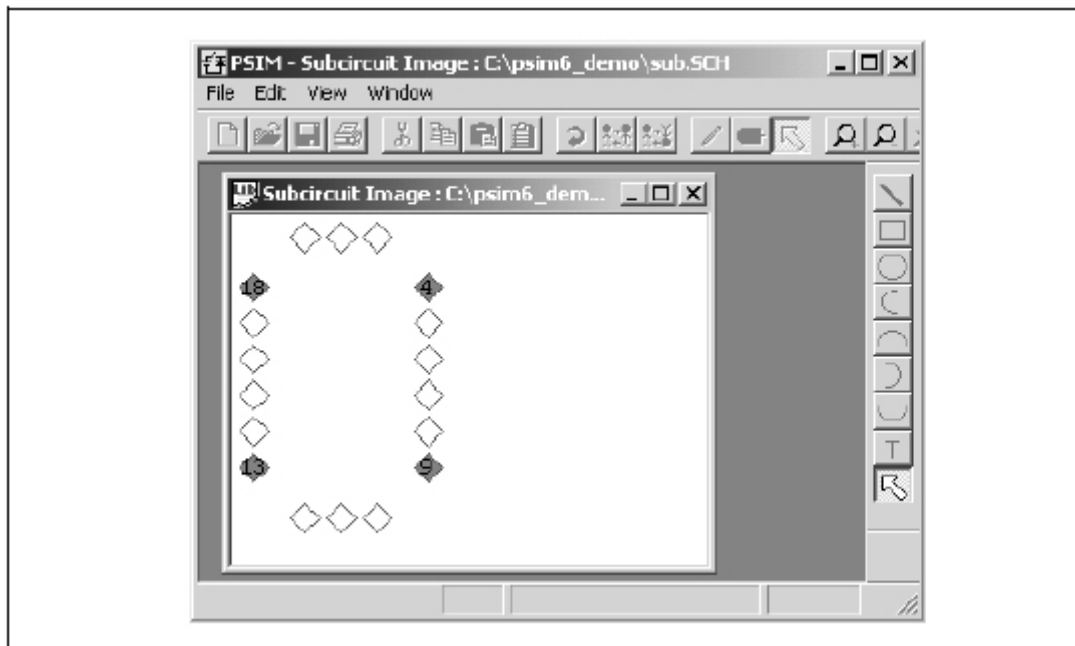 PSIM - Subcircuit Image : C:\psim6_demo\sub.SCH
File Edit View Window
Subcircuit Image : C:\psim6_dem...
18 4
13 9
T